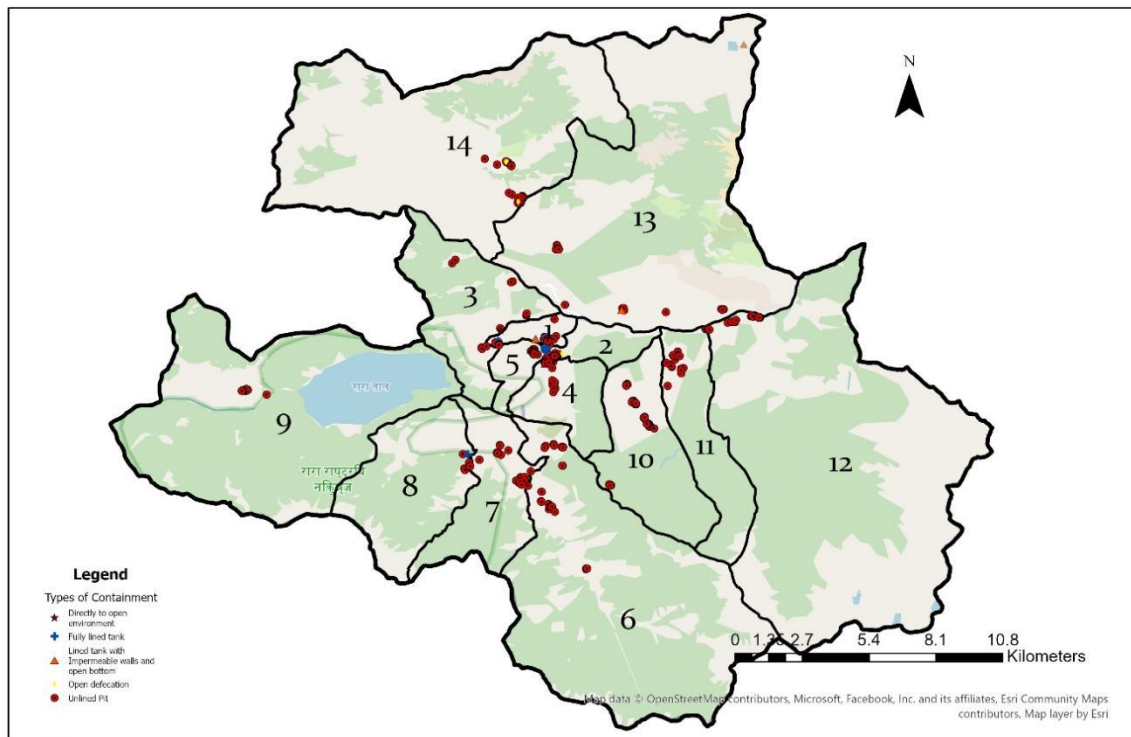 N
14
13
3
1
2
5
4
9
रारा ताल
रारा राष्ट्रिय
निकुञ्ज
8
7
10
11
12
6
Legend
Types of Containment
Directly to open
environment
Fully lined tank
Lined tank with
Impermeable walls and
open bottom
Open defecation
Unlined Pit
0 1.35 2.7 5.4 8.1 10.8
Kilometers
Map data © OpenStreetMap contributors, Microsoft, Facebook, Inc. and its affiliates, Esri Community Maps
contributors, Map layer by Esri